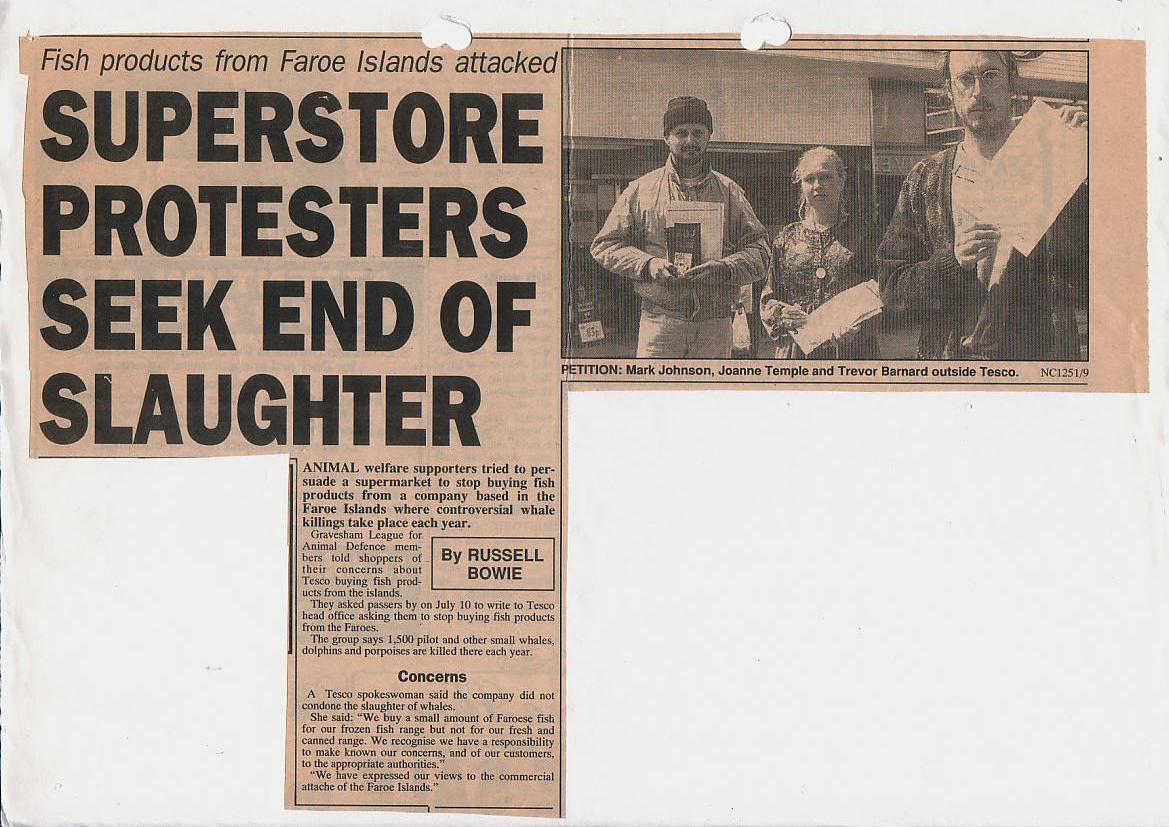 Fish products from Faroe Islands attacked
SUPERSTORE
PROTESTERS
SEEK END OF
SLAUGHTER
PETITION: Mark Johnson, Joanne Temple and Trevor Barnard outside Tesco. NC1251/9
ANIMAL welfare supporters tried to per-
suade a supermarket to stop buying fish
products from a company based in the
Faroe Islands where controversial whale
killings take place each year.
Gravesham League for
Animal Defence mem-
bers told shoppers of
their concerns about
Tesco buying fish prod-
ucts from the islands.
By RUSSELL
BOWIE
They asked passers by on July 10 to write to Tesco
head office asking them to stop buying fish products
from the Faroes.
The group says 1,500 pilot and other small whales,
dolphins and porpoises are killed there each year.
Concerns
A Tesco spokeswoman said the company did not
condone the slaughter of whales.
She said: “We buy a small amount of Faroese fish
for our frozen fish range but not for our fresh and
canned range. We recognise we have a responsibility
to make known our concerns, and of our customers,
to the appropriate authorities.”
“We have expressed our views to the commercial
attache of the Faroe Islands.”